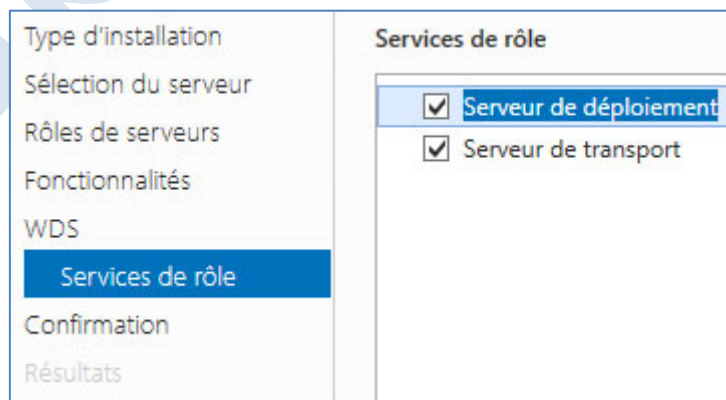 Type d'installation
Sélection du serveur
Rôles de serveurs
Fonctionnalités
WDS
Services de rôle
Confirmation
Résultats
Services de rôle
Serveur de déploiement
Serveur de transport